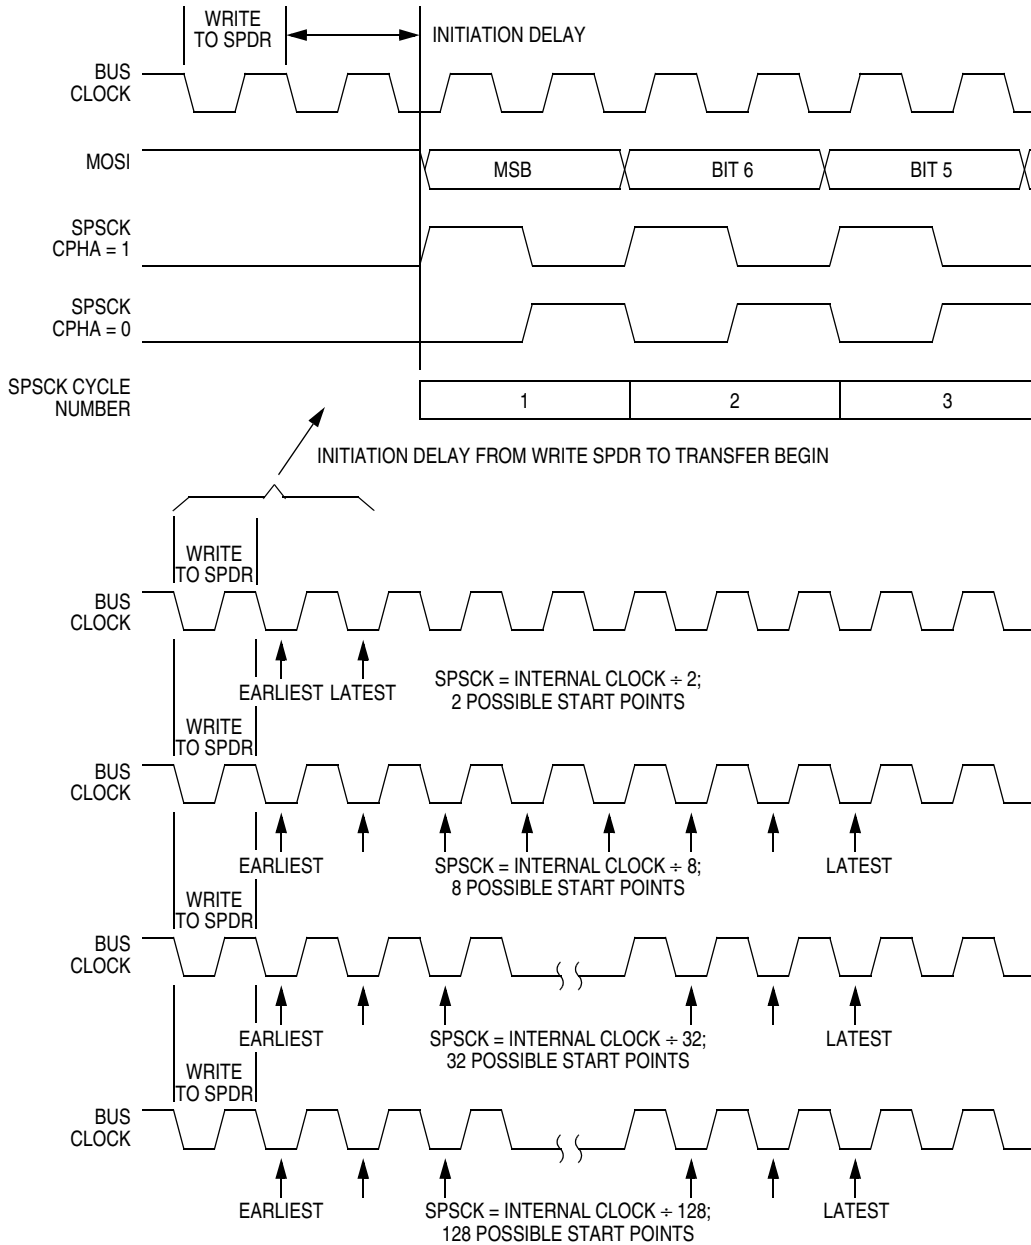 WRITE
TO SPDR
INITIATION DELAY
BUS
CLOCK
MOSI
MSB
BIT 6
BIT 5
SPSCK
CPHA = 1
SPSCK
CPHA = 0
SPSCK CYCLE
NUMBER
1
2
3
INITIATION DELAY FROM WRITE SPDR TO TRANSFER BEGIN
WRITE
TO SPDR
BUS
CLOCK
EARLIEST
LATEST
SPSCK = INTERNAL CLOCK ÷ 2;
2 POSSIBLE START POINTS
WRITE
TO SPDR
BUS
CLOCK
EARLIEST
SPSCK = INTERNAL CLOCK ÷ 8;
8 POSSIBLE START POINTS
LATEST
WRITE
TO SPDR
BUS
CLOCK
EARLIEST
SPSCK = INTERNAL CLOCK ÷ 32;
32 POSSIBLE START POINTS
LATEST
WRITE
TO SPDR
BUS
CLOCK
EARLIEST
SPSCK = INTERNAL CLOCK ÷ 128;
128 POSSIBLE START POINTS
LATEST